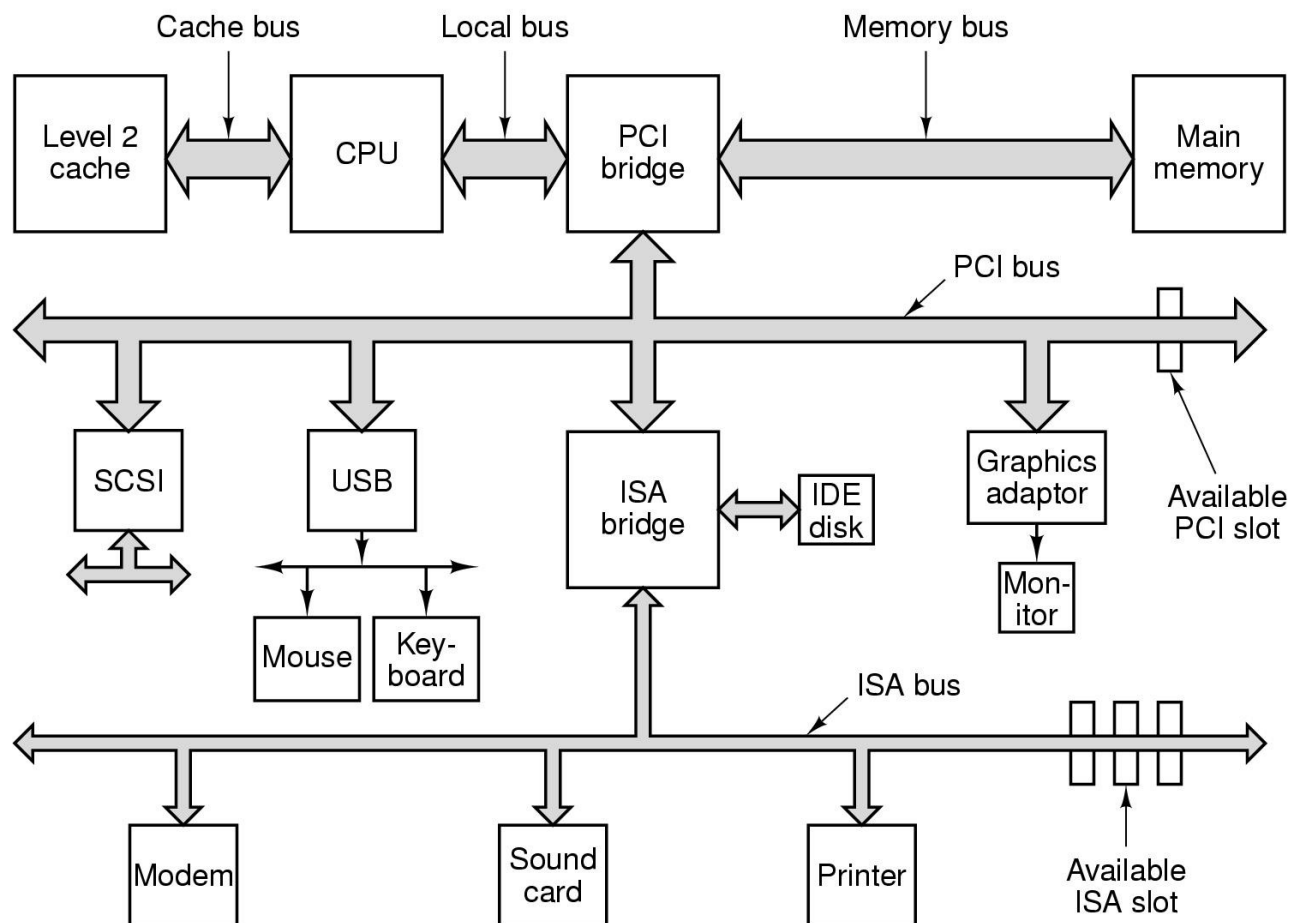 Cache bus
Local bus
Memory bus
Level 2
cache
CPU
PCI
bridge
Main
memory
PCI bus
SCSI
USB
ISA
bridge
IDE
disk
Graphics
adaptor
Available
PCI slot
Mon-
itor
Mouse
Key-
board
ISA bus
Modem
Sound
card
Printer
Available
ISA slot